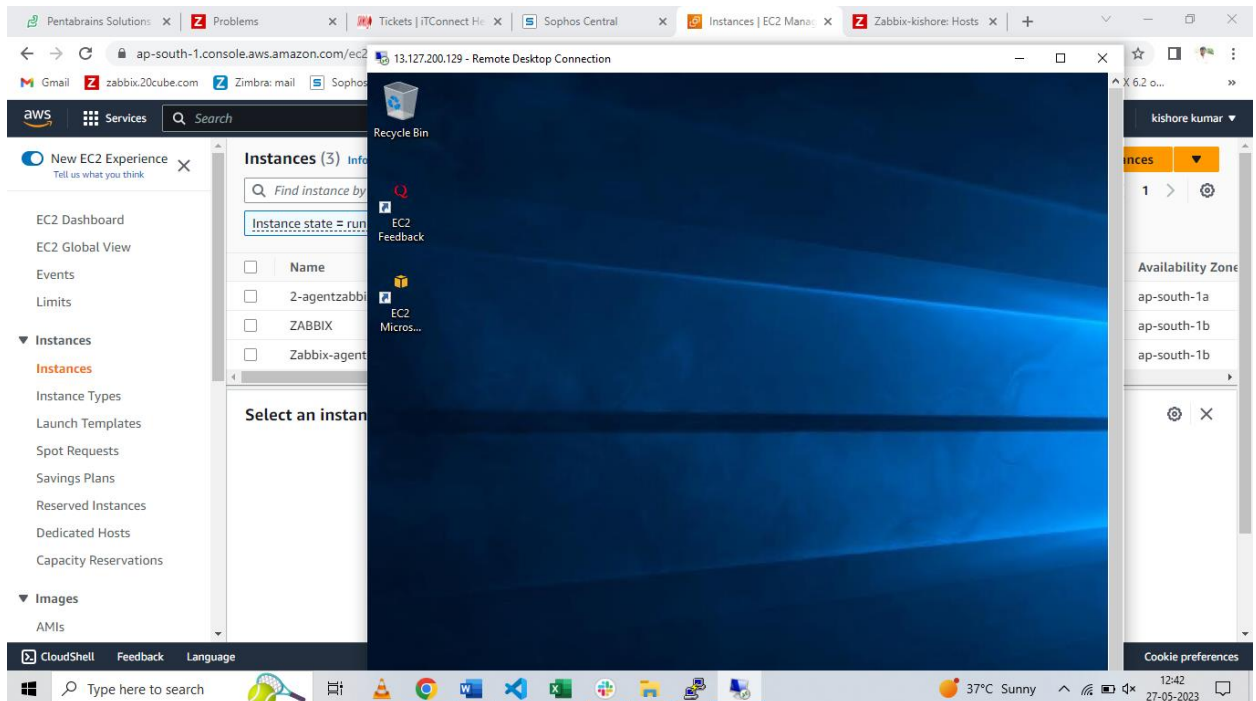 Pentabrains Solutions
Problems
Tickets | iTConnect He
Sophos Central
Instances | EC2 Manag
Zabbix-kishore: Hosts
ap-south-1.console.aws.amazon.com/ec2
13.127.200.129 - Remote Desktop Connection
Gmail zabbix.20cube.com Zimbra: mail Sophos
X 6.2 o...
aws Services Search
kishore kumar
Recycle Bin
New EC2 Experience
Tell us what you think
Instances (3) Info
Find instance by
Instance state = run
nces
1
EC2
Feedback
EC2
Micros...
EC2 Dashboard
EC2 Global View
Events
Limits
Instances
Instances
Instance Types
Launch Templates
Spot Requests
Savings Plans
Reserved Instances
Dedicated Hosts
Capacity Reservations
Images
AMIs
Name
Availability Zone
2-agentzabbi
ap-south-1a
ZABBIX
ap-south-1b
Zabbix-agent
ap-south-1b
Select an instan
CloudShell Feedback Language
Cookie preferences
Type here to search
37°C Sunny
12:42
27-05-2023